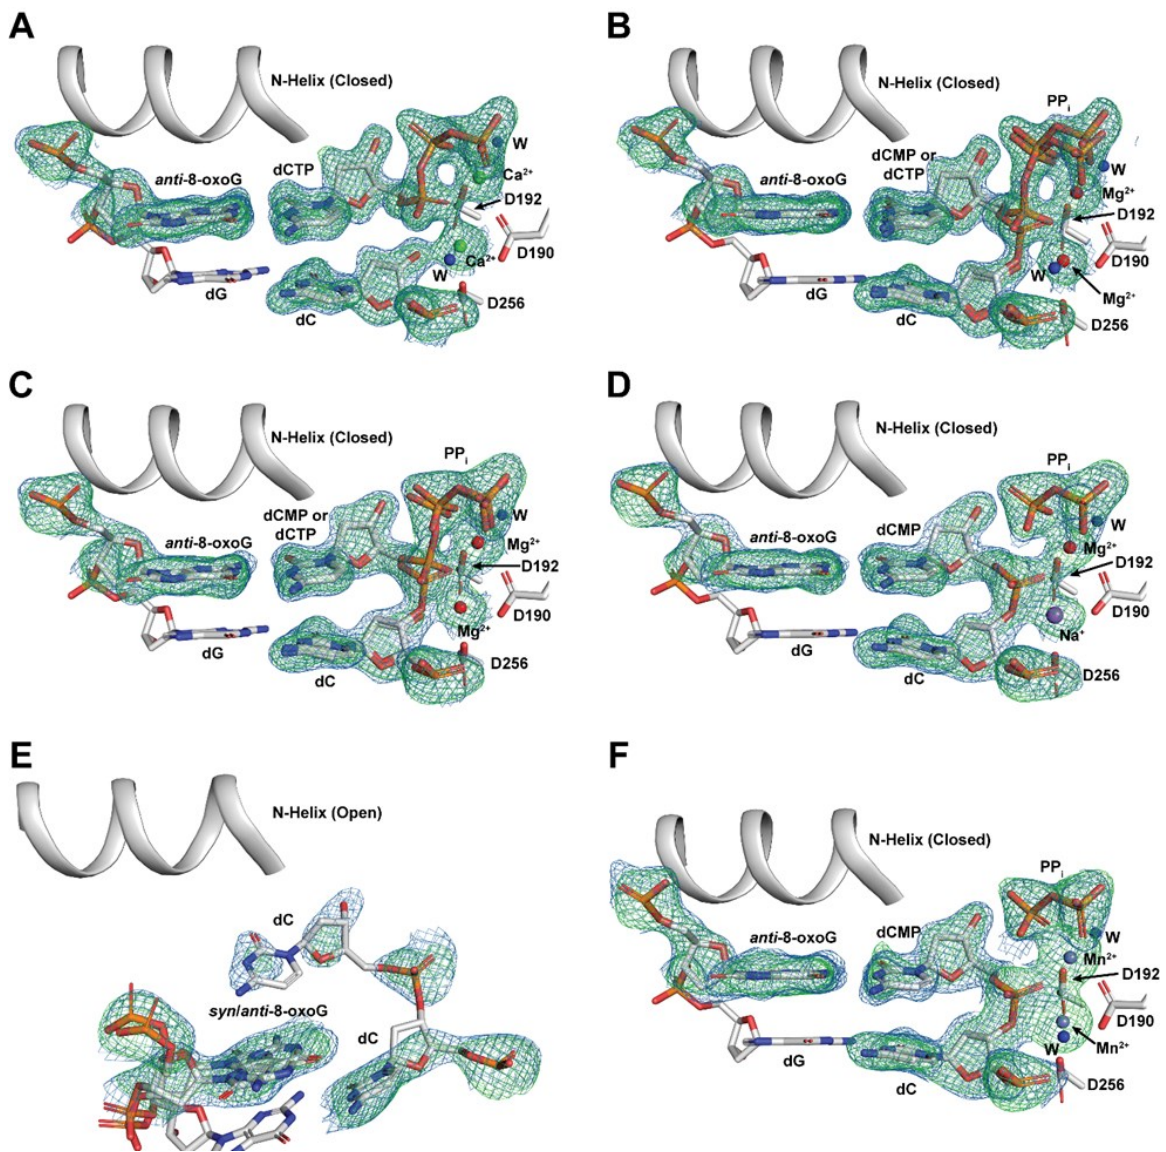 A
N-Helix (Closed)
anti-8-oxoG
dCTP
W
Ca²⁺
D192
D190
Ca²⁺
W
dG
dC
D256
B
N-Helix (Closed)
PPᵢ
anti-8-oxoG
dCMP or
dCTP
W
Mg²⁺
D192
D190
W
Mg²⁺
dG
dC
D256
C
N-Helix (Closed)
PPᵢ
anti-8-oxoG
dCMP or
dCTP
W
Mg²⁺
D192
D190
Mg²⁺
dG
dC
D256
D
N-Helix (Closed)
PPᵢ
anti-8-oxoG
dCMP
W
Mg²⁺
D192
D190
Na⁺
dG
dC
D256
E
N-Helix (Open)
dC
syn/anti-8-oxoG
dC
F
N-Helix (Closed)
PPᵢ
anti-8-oxoG
dCMP
W
Mn²⁺
D192
D190
W
Mn²⁺
dG
dC
D256